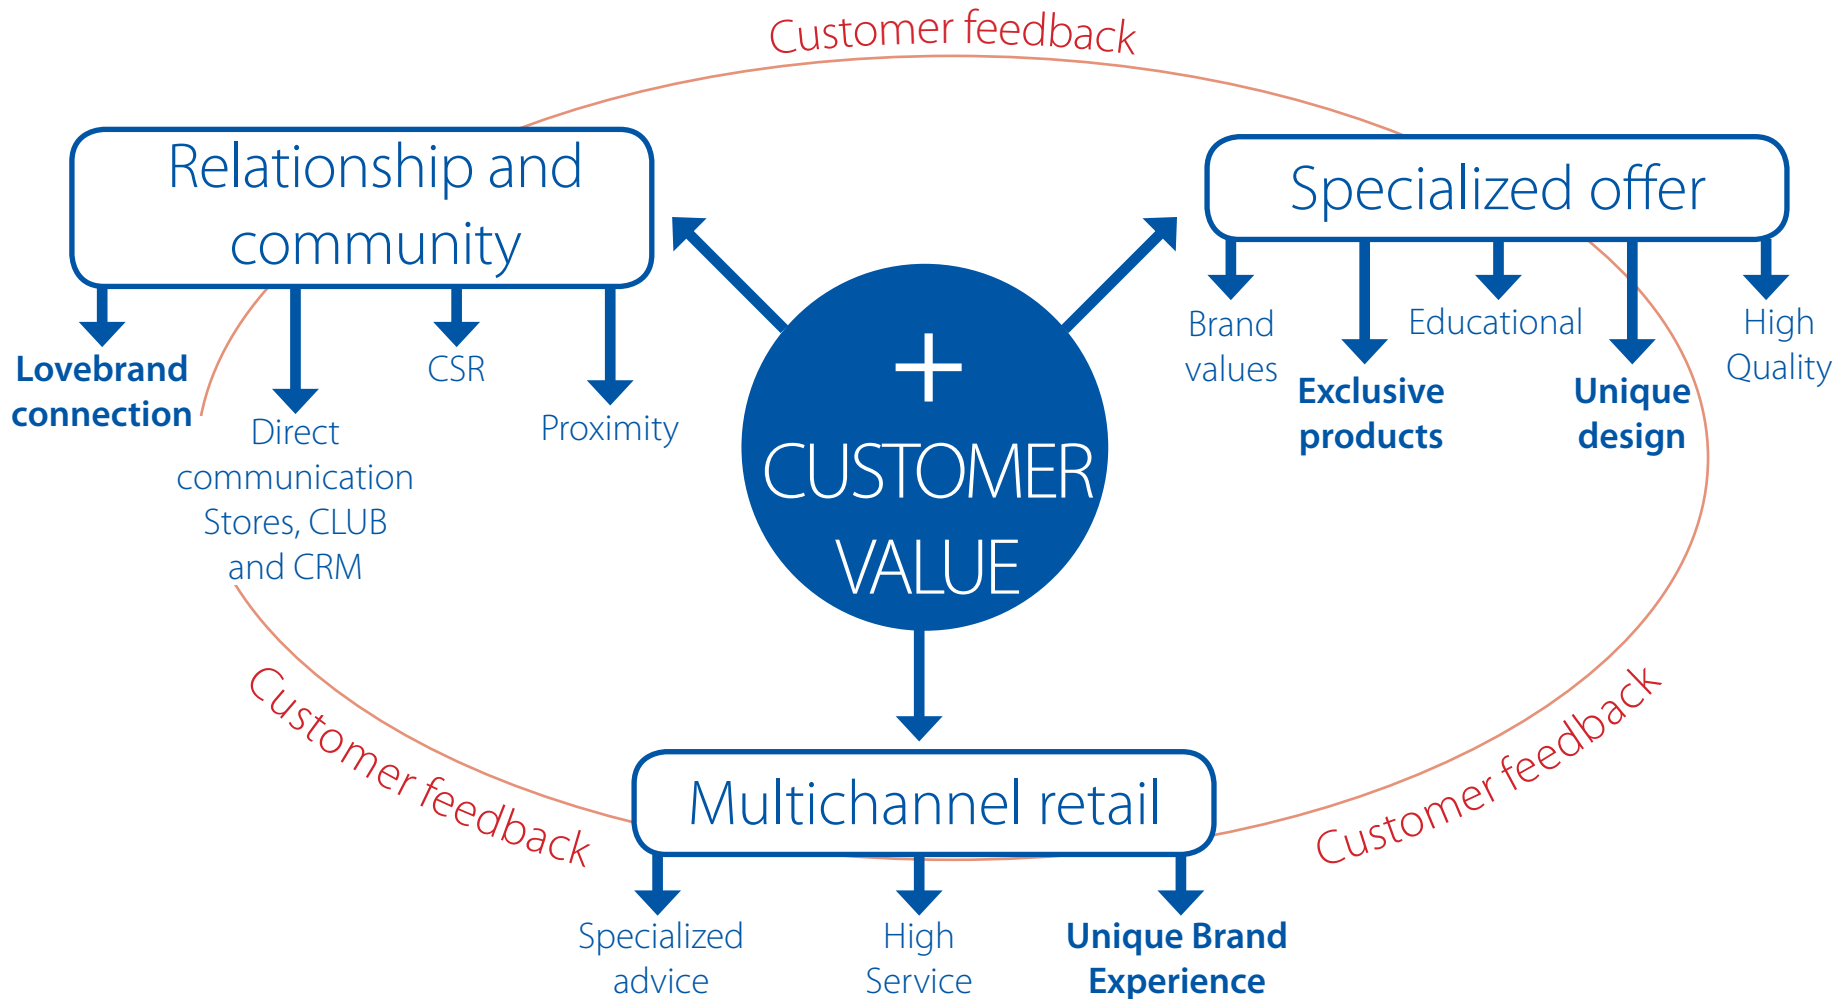 Customer feedback
Relationship and
community
Lovebrand
connection
Direct
communication
Stores, CLUB
and CRM
CSR
Proximity
+
CUSTOMER
VALUE
Specialized offer
Brand
values
Exclusive
products
Educational
Unique
design
High
Quality
Customer feedback
Customer feedback
Multichannel retail
Specialized
advice
High
Service
Unique Brand
Experience